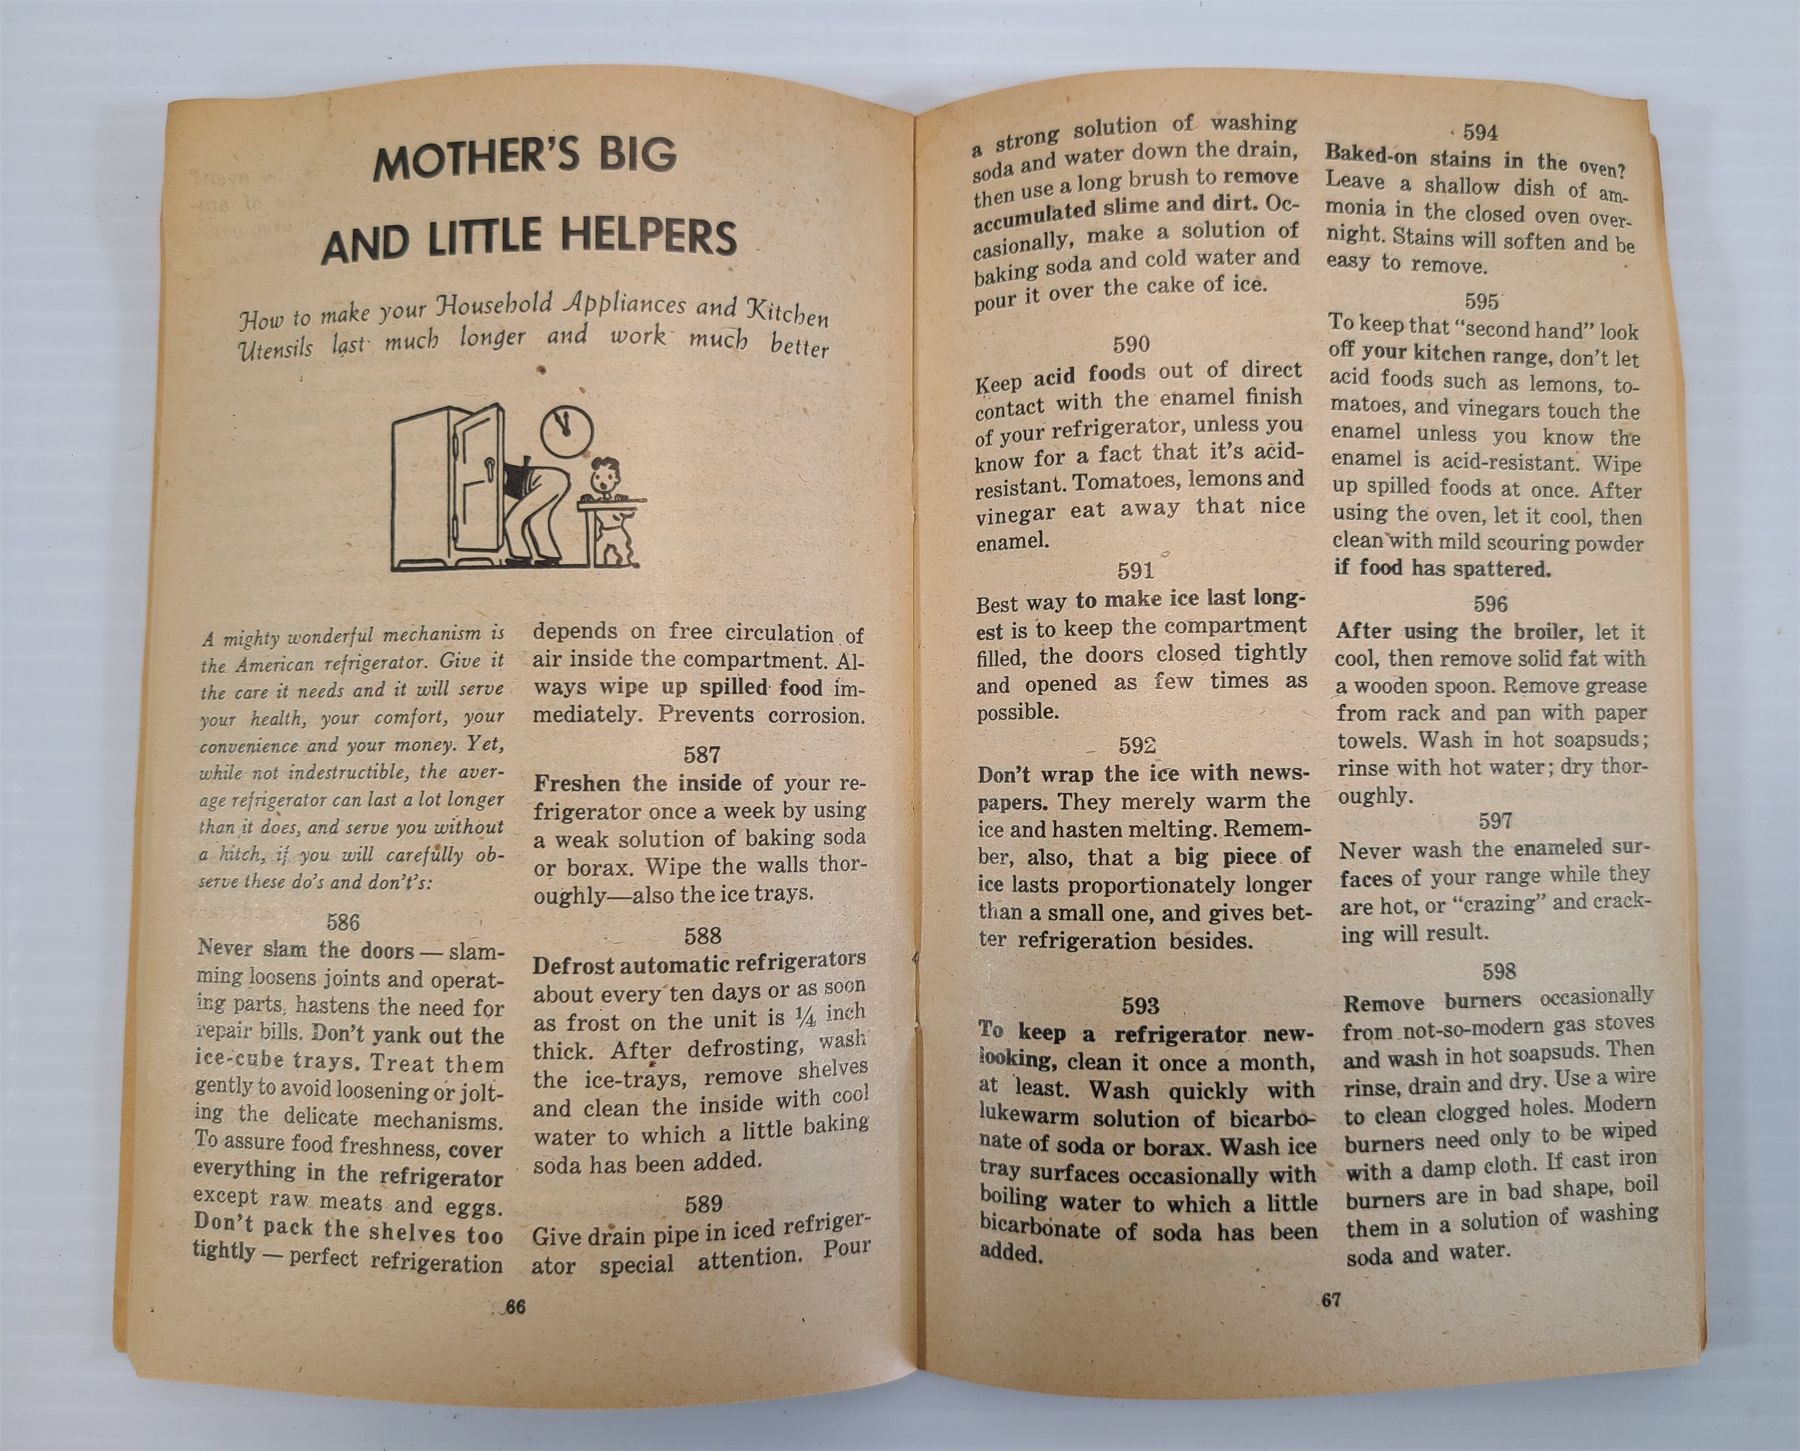 MOTHER'S BIG
AND LITTLE HELPERS
How to make your Household Appliances and Kitchen
Utensils last much longer and work much better
A mighty wonderful mechanism is
the American refrigerator. Give it
the care it needs and it will serve
your health, your comfort, your
convenience and your money. Yet,
while not indestructible, the aver-
age refrigerator can last a lot longer
than it does, and serve you without
a hitch, if you will carefully ob-
serve these do's and don't's:
586
Never slam the doors — slam-
ming loosens joints and operat-
ing parts, hastens the need for
repair bills. Don't yank out the
ice-cube trays. Treat them
gently to avoid loosening or jolt-
ing the delicate mechanisms.
To assure food freshness, cover
everything in the refrigerator
except raw meats and eggs.
Don't pack the shelves too
tightly — perfect refrigeration
depends on free circulation of
air inside the compartment. Al-
ways wipe up spilled food im-
mediately. Prevents corrosion.
587
Freshen the inside of your re-
frigerator once a week by using
a weak solution of baking soda
or borax. Wipe the walls thor-
oughly—also the ice trays.
588
Defrost automatic refrigerators
about every ten days or as soon
as frost on the unit is ¼ inch
thick. After defrosting, wash
the ice-trays, remove shelves
and clean the inside with cool
water to which a little baking
soda has been added.
589
Give drain pipe in iced refriger-
ator special attention. Pour
66
a strong solution of washing
soda and water down the drain,
then use a long brush to remove
accumulated slime and dirt. Oc-
casionally, make a solution of
baking soda and cold water and
pour it over the cake of ice.
590
Keep acid foods out of direct
contact with the enamel finish
of your refrigerator, unless you
know for a fact that it's acid-
resistant. Tomatoes, lemons and
vinegar eat away that nice
enamel.
591
Best way to make ice last long-
est is to keep the compartment
filled, the doors closed tightly
and opened as few times as
possible.
592
Don't wrap the ice with news-
papers. They merely warm the
ice and hasten melting. Remem-
ber, also, that a big piece of
ice lasts proportionately longer
than a small one, and gives bet-
ter refrigeration besides.
593
To keep a refrigerator new-
looking, clean it once a month,
at least. Wash quickly with
lukewarm solution of bicarbo-
nate of soda or borax. Wash ice
tray surfaces occasionally with
boiling water to which a little
bicarbonate of soda has been
added.
594
Baked-on stains in the oven?
Leave a shallow dish of am-
monia in the closed oven over-
night. Stains will soften and be
easy to remove.
595
To keep that "second hand" look
off your kitchen range, don't let
acid foods such as lemons, to-
matoes, and vinegars touch the
enamel unless you know the
enamel is acid-resistant. Wipe
up spilled foods at once. After
using the oven, let it cool, then
clean with mild scouring powder
if food has spattered.
596
After using the broiler, let it
cool, then remove solid fat with
a wooden spoon. Remove grease
from rack and pan with paper
towels. Wash in hot soapsuds;
rinse with hot water; dry thor-
oughly.
597
Never wash the enameled sur-
faces of your range while they
are hot, or "crazing" and crack-
ing will result.
598
Remove burners occasionally
from not-so-modern gas stoves
and wash in hot soapsuds. Then
rinse, drain and dry. Use a wire
to clean clogged holes. Modern
burners need only to be wiped
with a damp cloth. If cast iron
burners are in bad shape, boil
them in a solution of washing
soda and water.
67